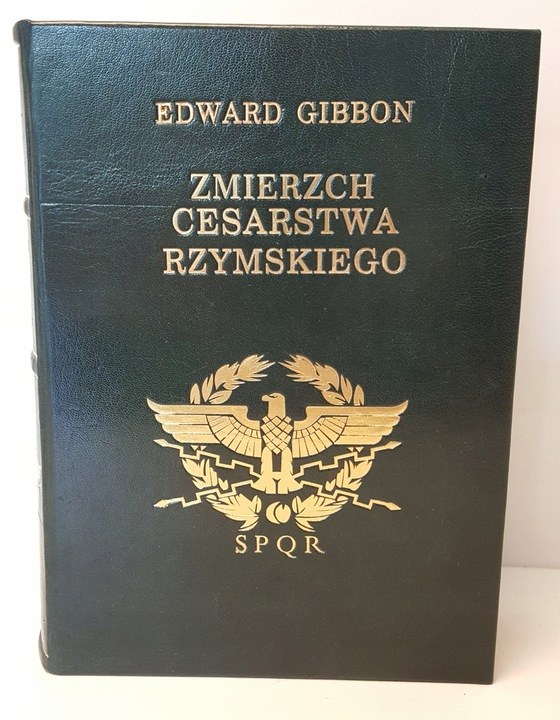 EDWARD GIBBON
ZMIERZCH
CESARSTWA
RZYMSKIEGO
SPQR